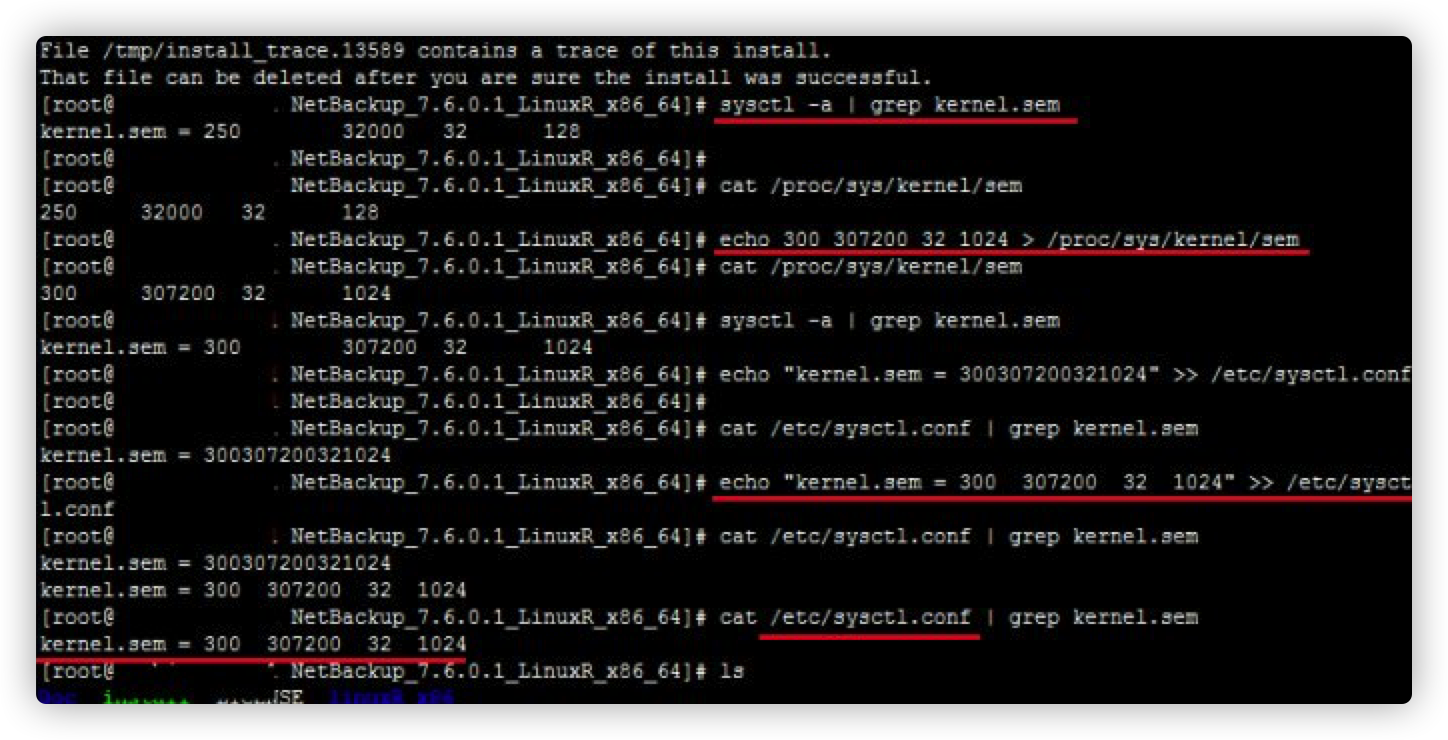 File /tmp/install_trace.13589 contains a trace of this install.
That file can be deleted after you are sure the install was successful.
[root@ . NetBackup_7.6.0.1_LinuxR_x86_64]# sysctl -a | grep kernel.sem
kernel.sem = 250 32000 32 128
[root@ . NetBackup_7.6.0.1_LinuxR_x86_64]#
[root@ NetBackup_7.6.0.1_LinuxR_x86_64]# cat /proc/sys/kernel/sem
250 32000 32 128
[root@ . NetBackup_7.6.0.1_LinuxR_x86_64]# echo 300 307200 32 1024 > /proc/sys/kernel/sem
[root@ . NetBackup_7.6.0.1_LinuxR_x86_64]# cat /proc/sys/kernel/sem
300 307200 32 1024
[root@ . NetBackup_7.6.0.1_LinuxR_x86_64]# sysctl -a | grep kernel.sem
kernel.sem = 300 307200 32 1024
[root@ . NetBackup_7.6.0.1_LinuxR_x86_64]# echo "kernel.sem = 300307200321024" >> /etc/sysctl.conf
[root@ . NetBackup_7.6.0.1_LinuxR_x86_64]#
[root@ . NetBackup_7.6.0.1_LinuxR_x86_64]# cat /etc/sysctl.conf | grep kernel.sem
kernel.sem = 300307200321024
[root@ . NetBackup_7.6.0.1_LinuxR_x86_64]# echo "kernel.sem = 300 307200 32 1024" >> /etc/sysct
l.conf
[root@ . NetBackup_7.6.0.1_LinuxR_x86_64]# cat /etc/sysctl.conf | grep kernel.sem
kernel.sem = 300307200321024
kernel.sem = 300 307200 32 1024
[root@ NetBackup_7.6.0.1_LinuxR_x86_64]# cat /etc/sysctl.conf | grep kernel.sem
kernel.sem = 300 307200 32 1024
[root@ . NetBackup_7.6.0.1_LinuxR_x86_64]# ls
install LICENSE